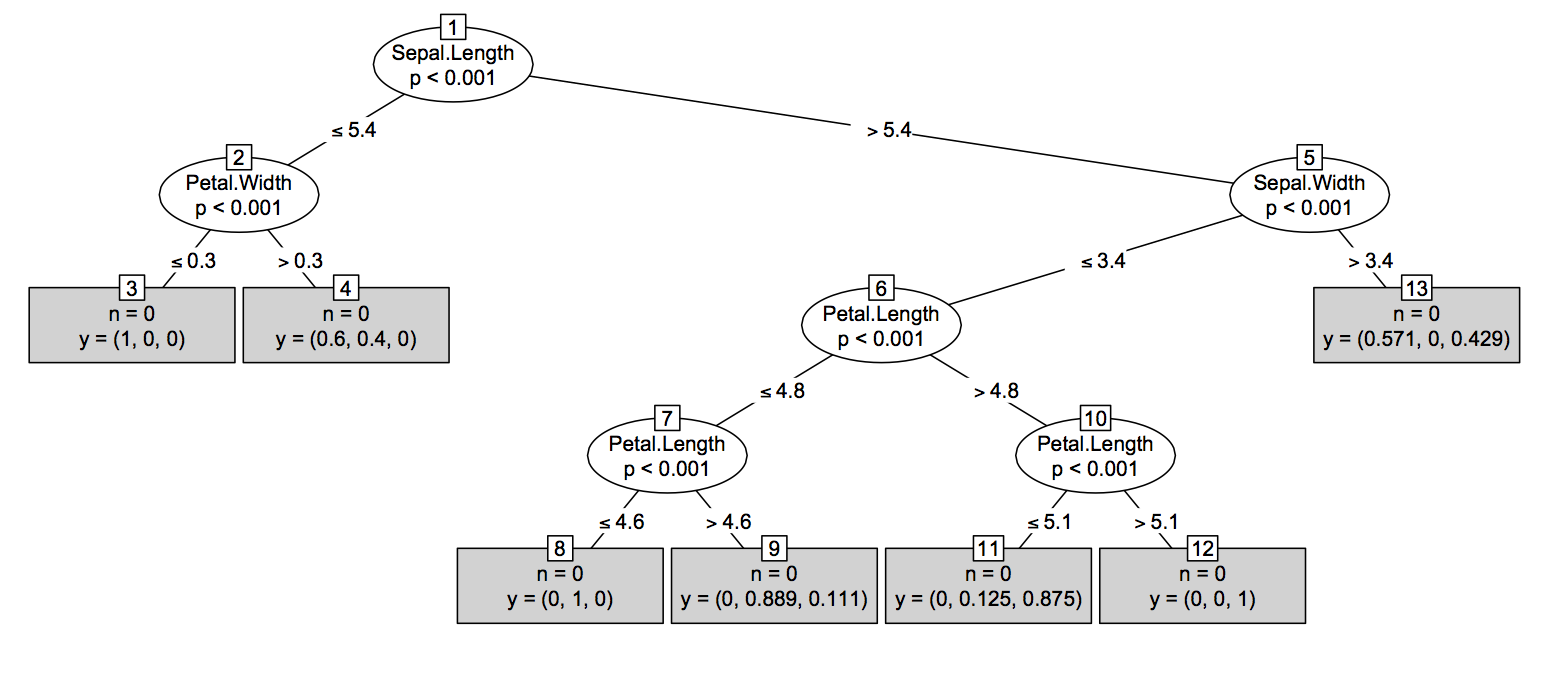 1
Sepal.Length
p < 0.001
≤ 5.4
> 5.4
2
Petal.Width
p < 0.001
5
Sepal.Width
p < 0.001
≤ 0.3
> 0.3
≤ 3.4
> 3.4
3
n = 0
y = (1, 0, 0)
4
n = 0
y = (0.6, 0.4, 0)
6
Petal.Length
p < 0.001
13
n = 0
y = (0.571, 0, 0.429)
≤ 4.8
> 4.8
7
Petal.Length
p < 0.001
10
Petal.Length
p < 0.001
≤ 4.6
> 4.6
≤ 5.1
> 5.1
8
n = 0
y = (0, 1, 0)
9
n = 0
y = (0, 0.889, 0.111)
11
n = 0
y = (0, 0.125, 0.875)
12
n = 0
y = (0, 0, 1)